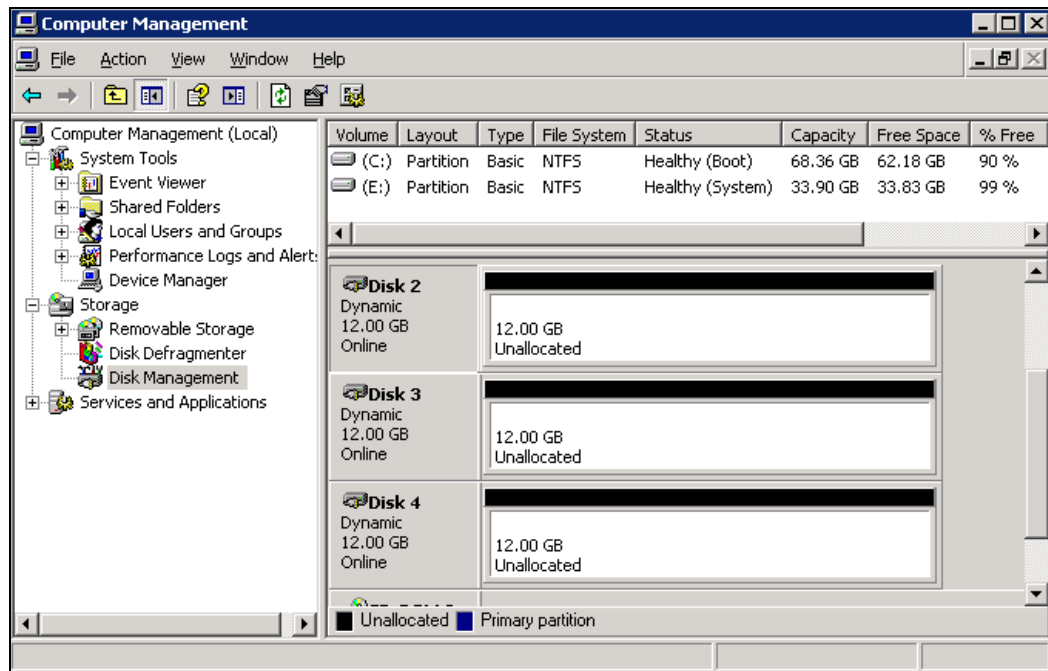 Computer Management
File Action View Window Help
Computer Management (Local)
System Tools
Event Viewer
Shared Folders
Local Users and Groups
Performance Logs and Alert
Device Manager
Storage
Removable Storage
Disk Defragmenter
Disk Management
Services and Applications
Volume Layout Type File System Status Capacity Free Space % Free
(C:) Partition Basic NTFS Healthy (Boot) 68.36 GB 62.18 GB 90 %
(E:) Partition Basic NTFS Healthy (System) 33.90 GB 33.83 GB 99 %
Disk 2
Dynamic
12.00 GB
Online
12.00 GB
Unallocated
Disk 3
Dynamic
12.00 GB
Online
12.00 GB
Unallocated
Disk 4
Dynamic
12.00 GB
Online
12.00 GB
Unallocated
Unallocated Primary partition